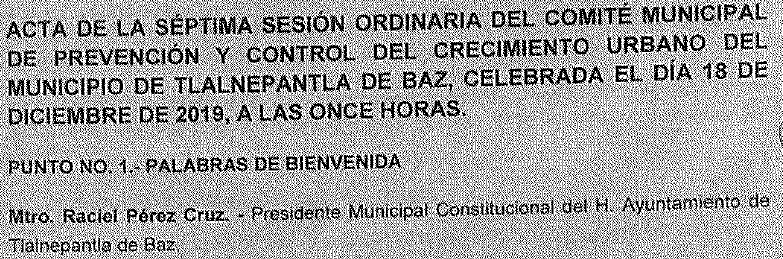 ACTA DE LA SÉPTIMA SESIÓN ORDINARIA DEL COMITÉ MUNICIPAL
DE PREVENCIÓN Y CONTROL DEL CRECIMIENTO URBANO DEL
MUNICIPIO DE TLALNEPANTLA DE BAZ, CELEBRADA EL DÍA 18 DE
DICIEMBRE DE 2019, A LAS ONCE HORAS.
PUNTO NO. 1.- PALABRAS DE BIENVENIDA
Mtro. Raciel Pérez Cruz. - Presidente Municipal Constitucional del H. Ayuntamiento de
Tlalnepantla de Baz.